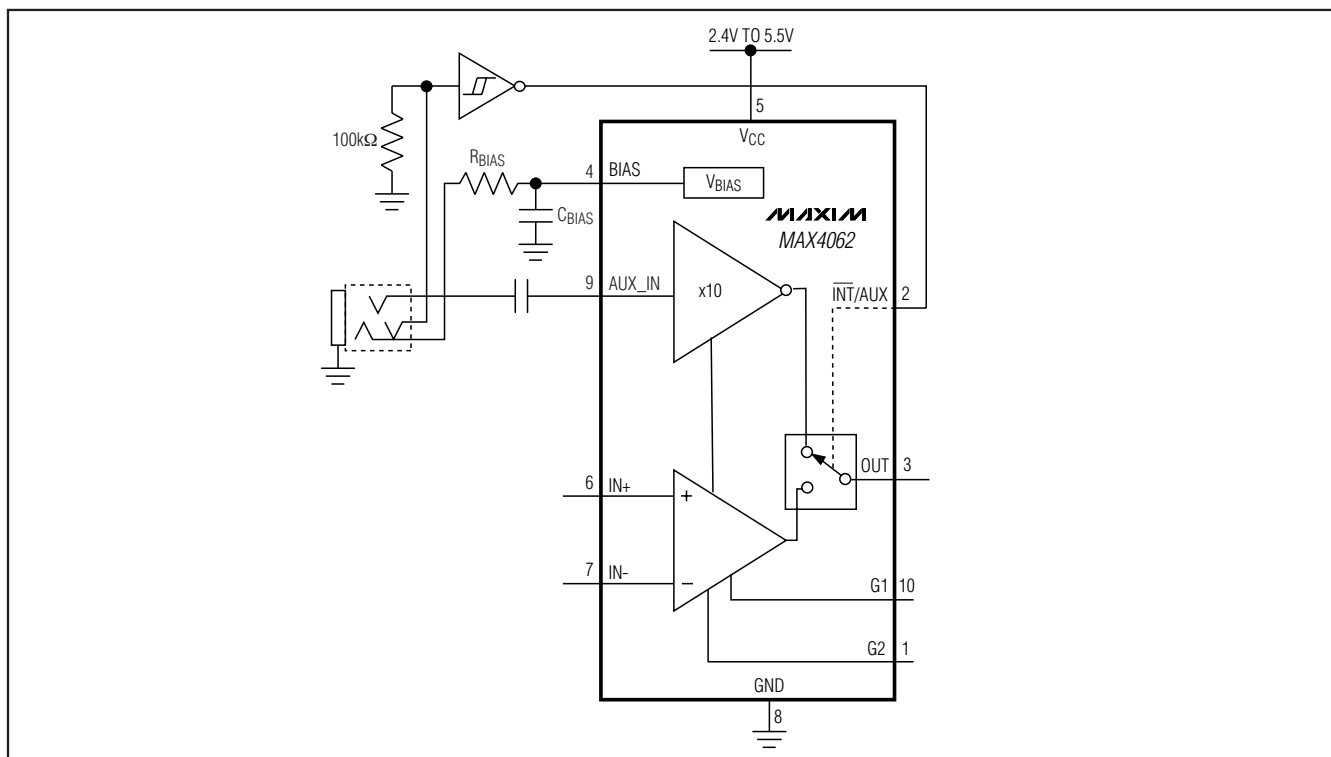 2.4V TO 5.5V
5
VCC
100kΩ
RBIAS
4
BIAS
VBIAS
CBIAS
MAXIM
MAX4062
9
AUX_IN
x10
INT/AUX
2
6
IN+
+
OUT
3
7
IN-
−
G1
10
G2
1
GND
8